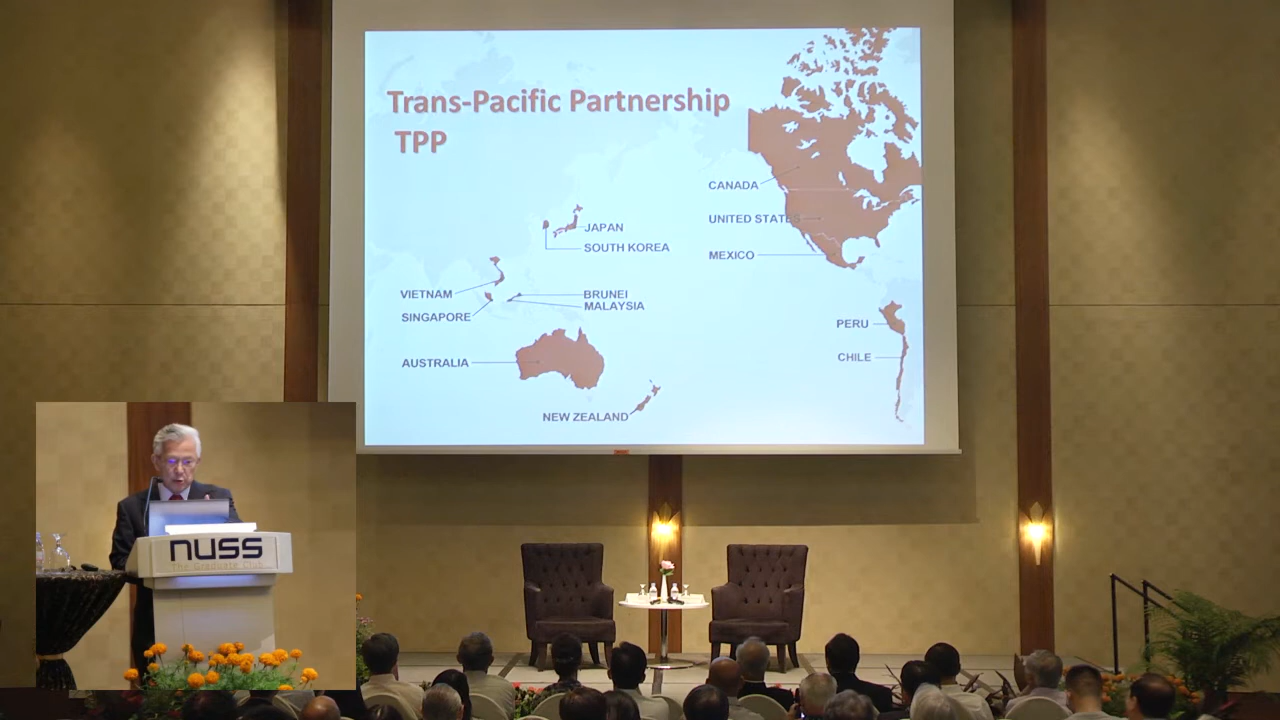 Trans-Pacific Partnership
TPP
CANADA
UNITED STATES
MEXICO
JAPAN
SOUTH KOREA
VIETNAM
BRUNEI
MALAYSIA
SINGAPORE
PERU
CHILE
AUSTRALIA
NEW ZEALAND
NUSS
The Graduate Club